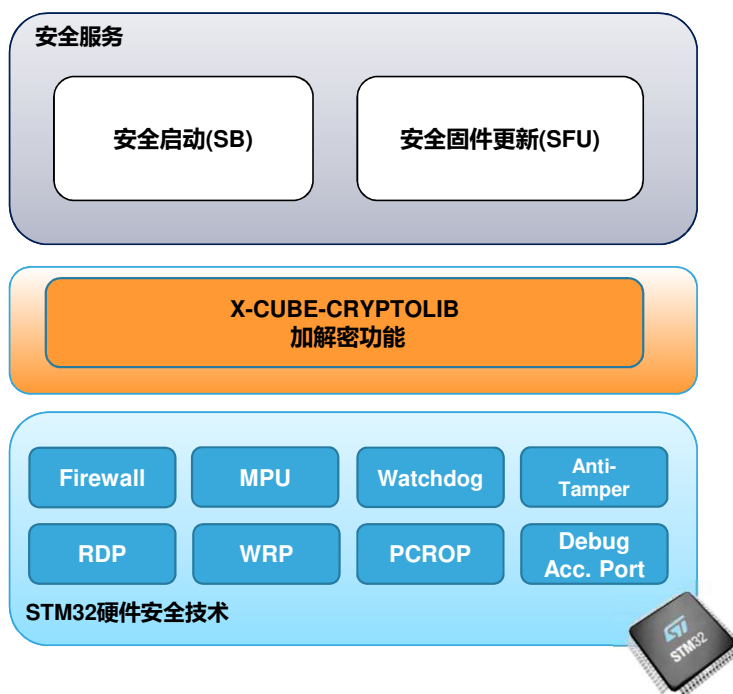 安全服务
安全启动(SB)
安全固件更新(SFU)
X-CUBE-CRYPTOLIB
加解密功能
Firewall
MPU
Watchdog
Anti-
Tamper
RDP
WRP
PCROP
Debug
Acc. Port
STM32硬件安全技术
ST
STM32